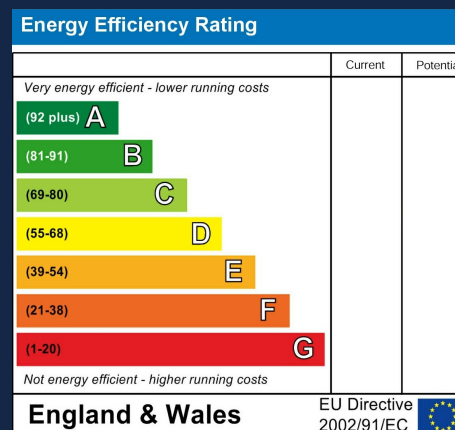 Energy Efficiency Rating
Current Potentia
Very energy efficient - lower running costs
(92 plus) A
(81-91) B
(69-80) C
(55-68) D
(39-54) E
(21-38) F
(1-20) G
Not energy efficient - higher running costs
England & Wales
EU Directive
2002/91/EC